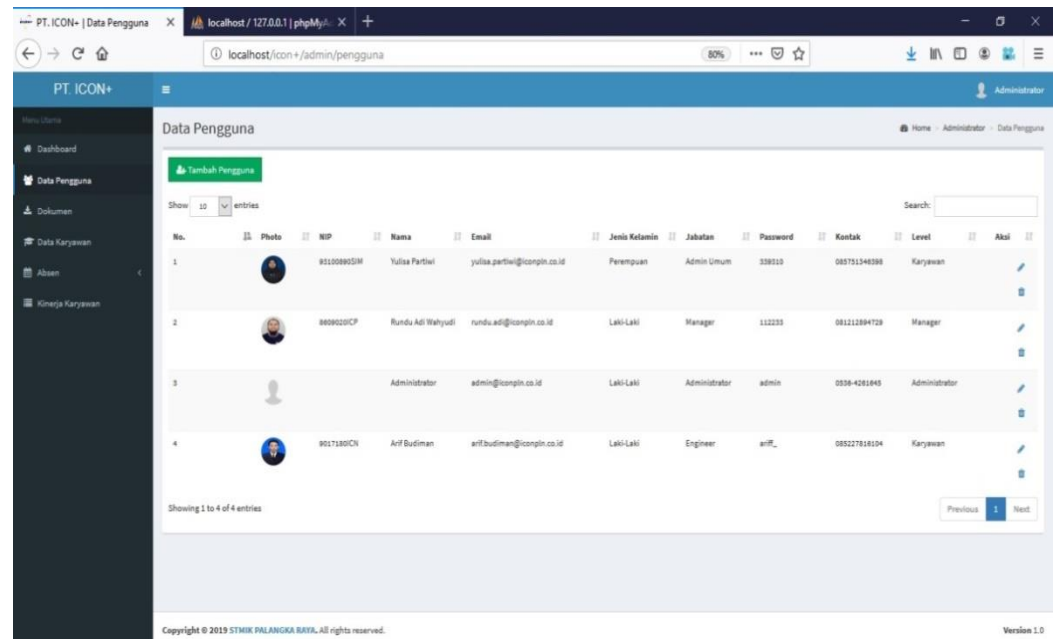 PT. ICON+ | Data Pengguna
localhost / 127.0.0.1 | phpMyA
localhost/icon+/admin/pengguna 80%
PT. ICON+ Administrator
Menu Utama
Dashboard
Data Pengguna
Dokumen
Data Karyawan
Absen
Kinerja Karyawan
Data Pengguna Home Administrator Data Pengguna
Tambah Pengguna
Show 10 entries Search:
No. Photo NIP Nama Email Jenis Kelamin Jabatan Password Kontak Level Aksi
1 Yulisa Partiwi yulisa.partiwi@iconpln.co.id Perempuan Admin Umum Karyawan
2 Rundu Adi Wahyudi rundu.adi@iconpln.co.id Laki-Laki Manager 112233 081212894729 Manager
3 Administrator admin@iconpln.co.id Laki-Laki Administrator admin Administrator
4 Arif Budiman arif.budiman@iconpln.co.id Laki-Laki Engineer ariff_ 085227818104 Karyawan
Showing 1 to 4 of 4 entries Previous 1 Next
Copyright © 2019 STMIK PALANGKA RAYA. All rights reserved. Version 1.0